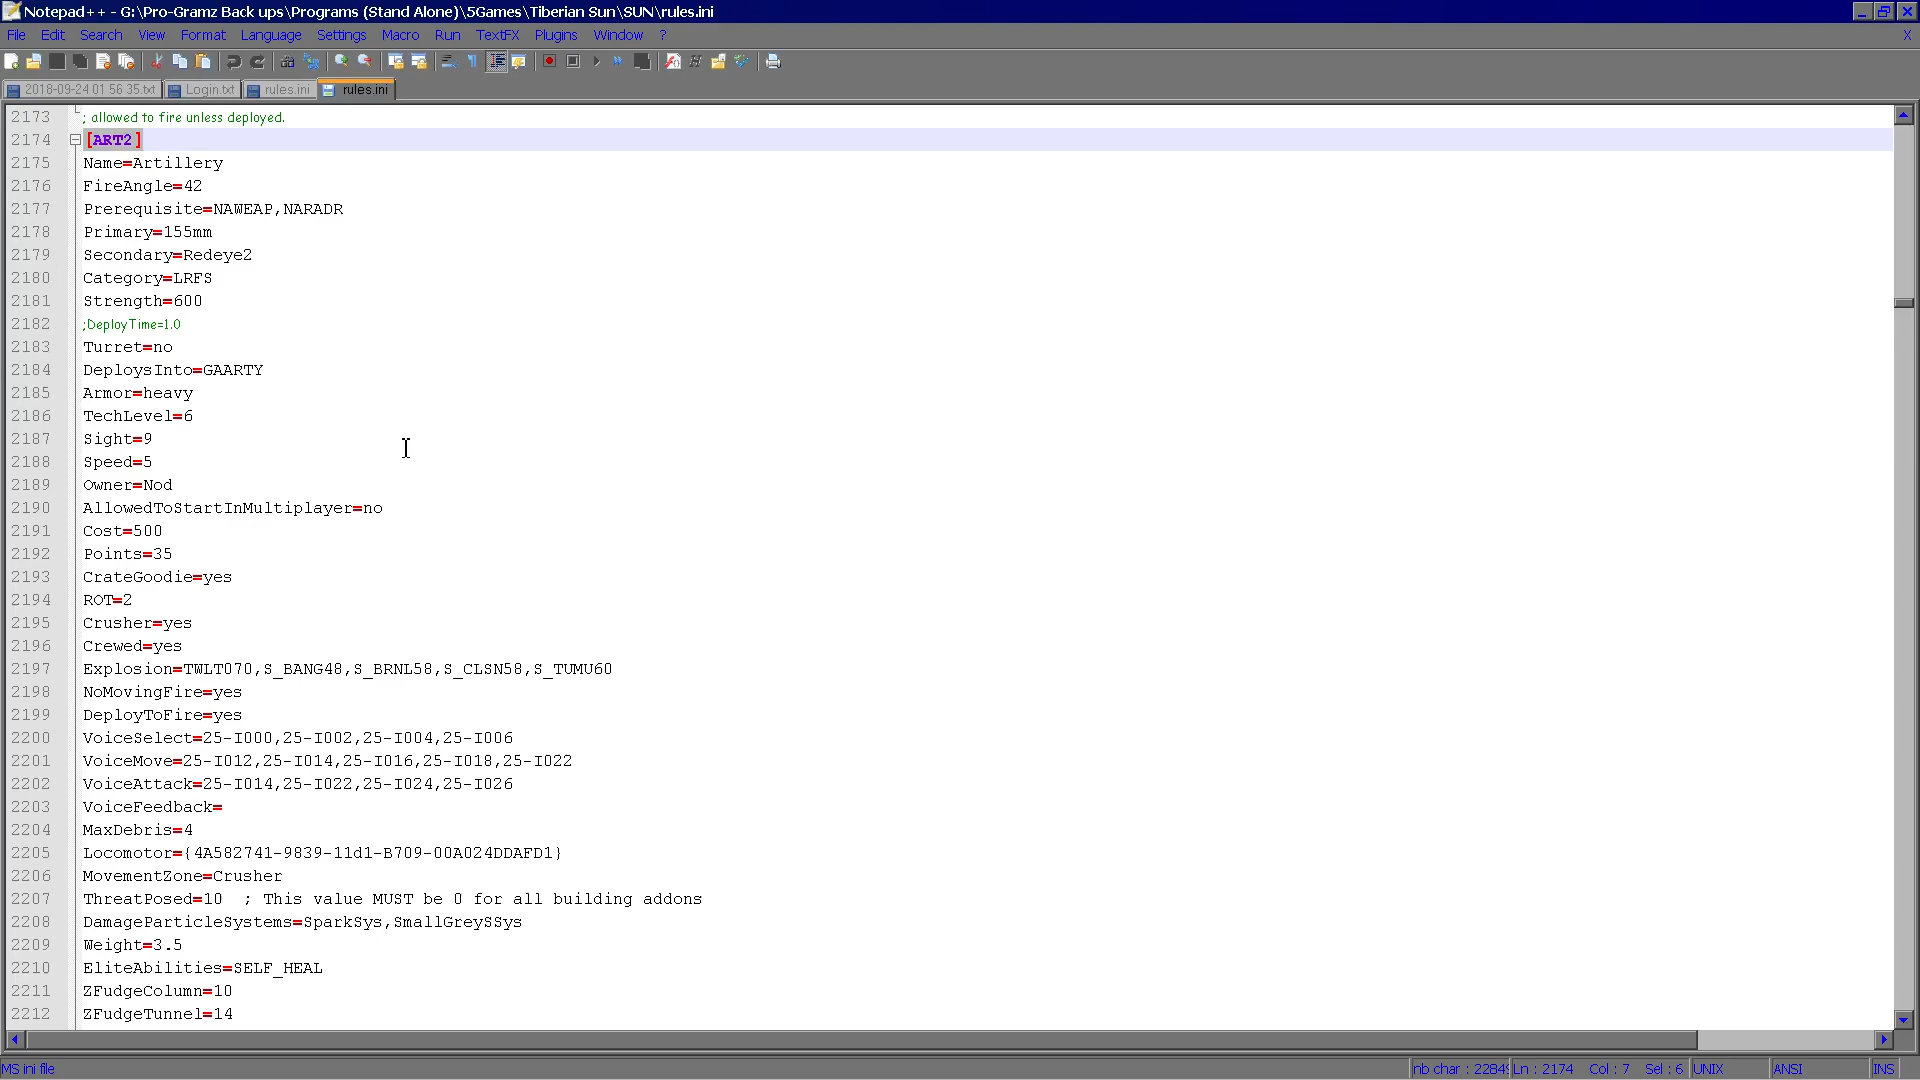 Notepad++ - G:\Pro-Gramz Back ups\Programs (Stand Alone)\5Games\Tiberian Sun\SUN\rules.ini
File Edit Search View Format Language Settings Macro Run TextFX Plugins Window ? X
2018-09-24 01 56 35.txt Login.txt rules.ini rules.ini
2173 ; allowed to fire unless deployed.
2174 [ART2]
2175 Name=Artillery
2176 FireAngle=42
2177 Prerequisite=NAWEAP,NARADR
2178 Primary=155mm
2179 Secondary=Redeye2
2180 Category=LRFS
2181 Strength=600
2182 ;DeployTime=1.0
2183 Turret=no
2184 DeploysInto=GAARTY
2185 Armor=heavy
2186 TechLevel=6
2187 Sight=9
2188 Speed=5
2189 Owner=Nod
2190 AllowedToStartInMultiplayer=no
2191 Cost=500
2192 Points=35
2193 CrateGoodie=yes
2194 ROT=2
2195 Crusher=yes
2196 Crewed=yes
2197 Explosion=TWLT070,S_BANG48,S_BRNL58,S_CLSN58,S_TUMU60
2198 NoMovingFire=yes
2199 DeployToFire=yes
2200 VoiceSelect=25-I000,25-I002,25-I004,25-I006
2201 VoiceMove=25-I012,25-I014,25-I016,25-I018,25-I022
2202 VoiceAttack=25-I014,25-I022,25-I024,25-I026
2203 VoiceFeedback=
2204 MaxDebris=4
2205 Locomotor={4A582741-9839-11d1-B709-00A024DDAFD1}
2206 MovementZone=Crusher
2207 ThreatPosed=10 ; This value MUST be 0 for all building addons
2208 DamageParticleSystems=SparkSys,SmallGreySSys
2209 Weight=3.5
2210 EliteAbilities=SELF_HEAL
2211 ZFudgeColumn=10
2212 ZFudgeTunnel=14
MS ini file nb char : 2284 Ln : 2174 Col : 7 Sel : 6 UNIX ANSI INS